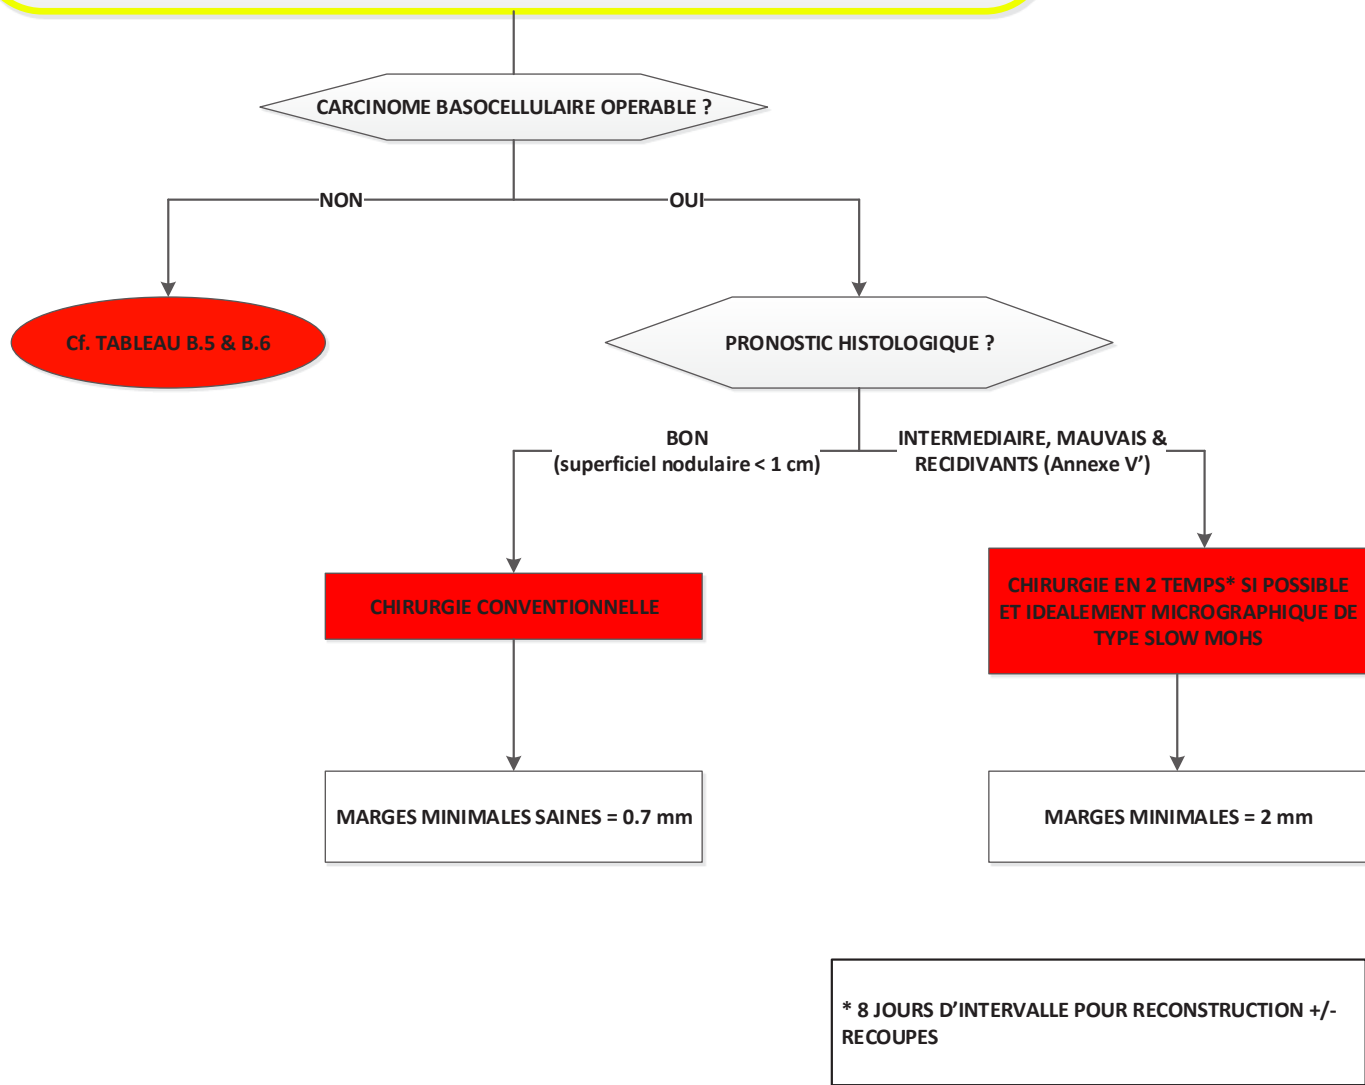 CARCINOME BASOCELLULAIRE OPERABLE ?
NON
OUI
Cf. TABLEAU B.5 & B.6
PRONOSTIC HISTOLOGIQUE ?
BON
(superficiel nodulaire < 1 cm)
INTERMEDIAIRE, MAUVAIS &
RECIDIVANTS (Annexe V’)
CHIRURGIE CONVENTIONNELLE
CHIRURGIE EN 2 TEMPS* SI POSSIBLE
ET IDEALEMENT MICROGRAPHIQUE DE
TYPE SLOW MOHS
MARGES MINIMALES SAINES = 0.7 mm
MARGES MINIMALES = 2 mm
* 8 JOURS D’INTERVALLE POUR RECONSTRUCTION +/-
RECOUPES